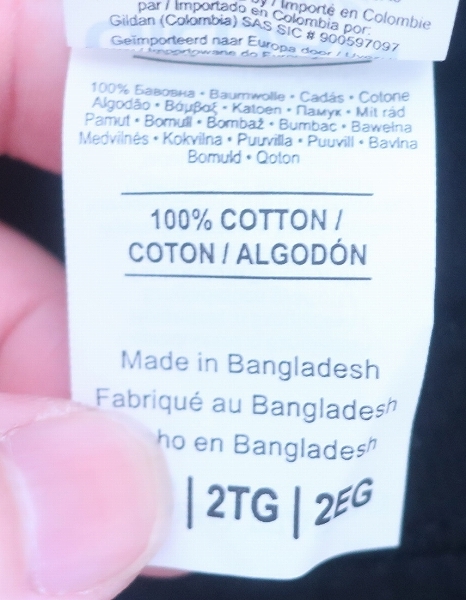 par / Importado en Colombia por:
Gildan (Colombia) SAS SIC # 900597097
Geïmporteerd naar Europa door /
100% Бавовна • Baumwolle • Cadás • Cotone
Algodão • Βάμβαξ • Katoen • Памук • Mit rád
Pamut • Bomull • Bombaž • Bumbac • Bawełna
Medvilnės • Kokvilna • Puuvilla • Puuvill • Bavlna
Bomuld • Qoton
100% COTTON /
COTON / ALGODÓN
Made in Bangladesh
Fabriqué au Bangladesh
ho en Bangladesh
| 2TG | 2EG